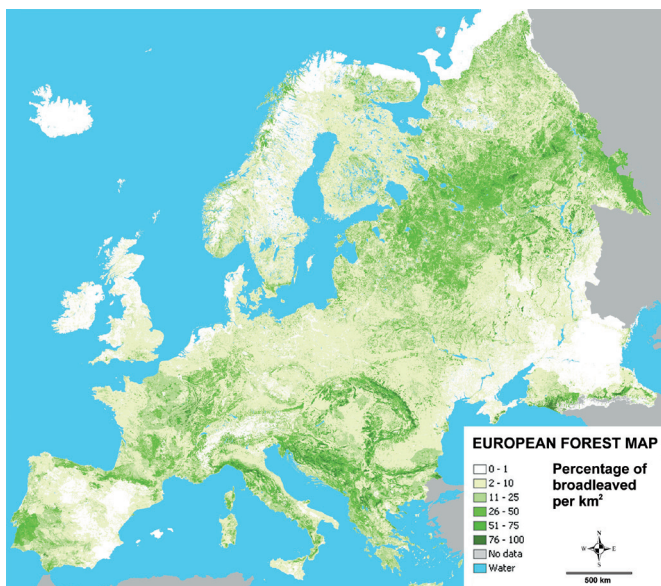 EUROPEAN FOREST MAP
Percentage of
broadleaved
per km²
0 - 1
2 - 10
11 - 25
26 - 50
51 - 75
76 - 100
No data
Water
N
W E
S
500 km